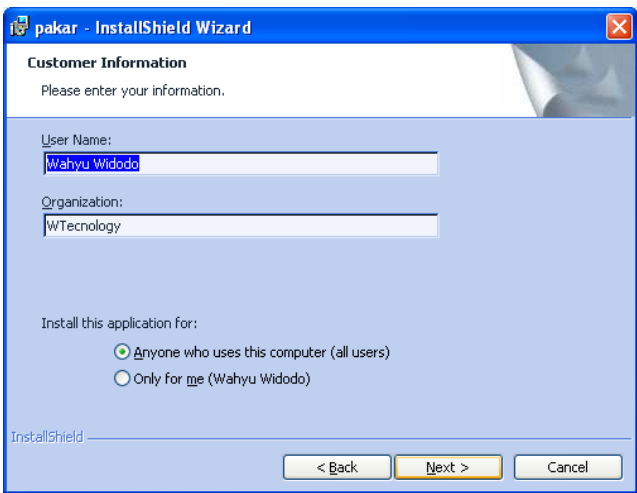 pakar - InstallShield Wizard
Customer Information
Please enter your information.
User Name:
Wahyu Widodo
Organization:
WTecnology
Install this application for:
Anyone who uses this computer (all users)
Only for me (Wahyu Widodo)
InstallShield
< Back Next > Cancel